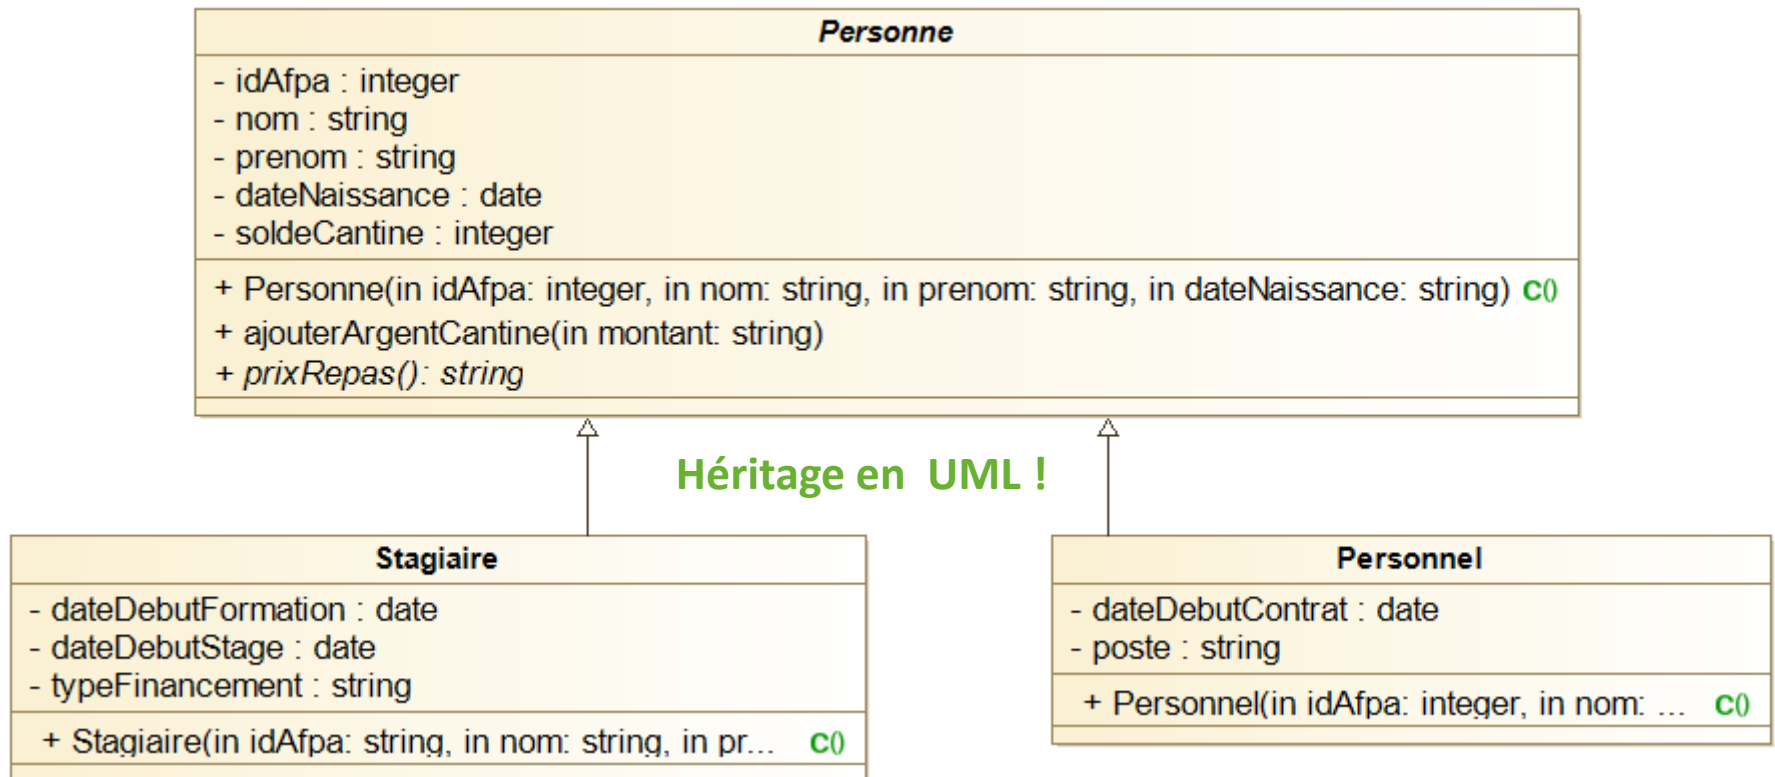 Personne
- idAfpa : integer
- nom : string
- prenom : string
- dateNaissance : date
- soldeCantine : integer
+ Personne(in idAfpa: integer, in nom: string, in prenom: string, in dateNaissance: string) C()
+ ajouterArgentCantine(in montant: string)
+ prixRepas(): string
Héritage en UML !
Stagiaire
- dateDebutFormation : date
- dateDebutStage : date
- typeFinancement : string
+ Stagiaire(in idAfpa: string, in nom: string, in pr... C()
Personnel
- dateDebutContrat : date
- poste : string
+ Personnel(in idAfpa: integer, in nom: ... C()